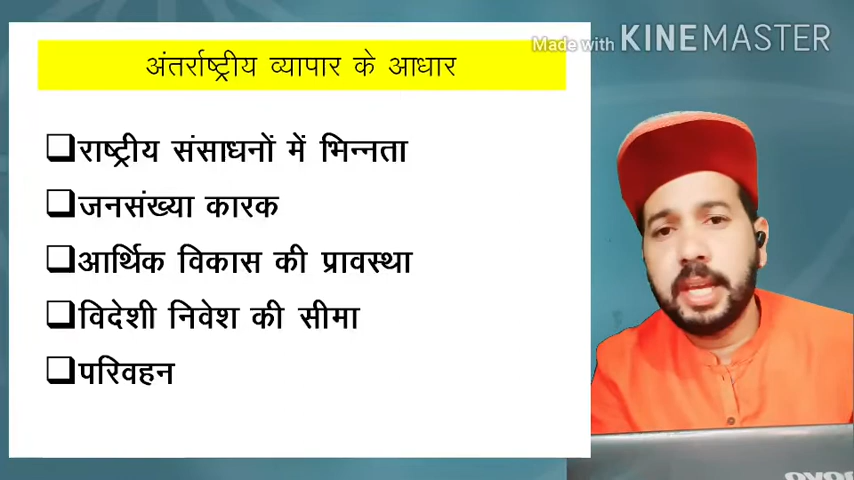 Made with KINEMASTER
अंतर्राष्ट्रीय व्यापार के आधार
राष्ट्रीय संसाधनों में भिन्नता
जनसंख्या कारक
आर्थिक विकास की प्रावस्था
विदेशी निवेश की सीमा
परिवहन